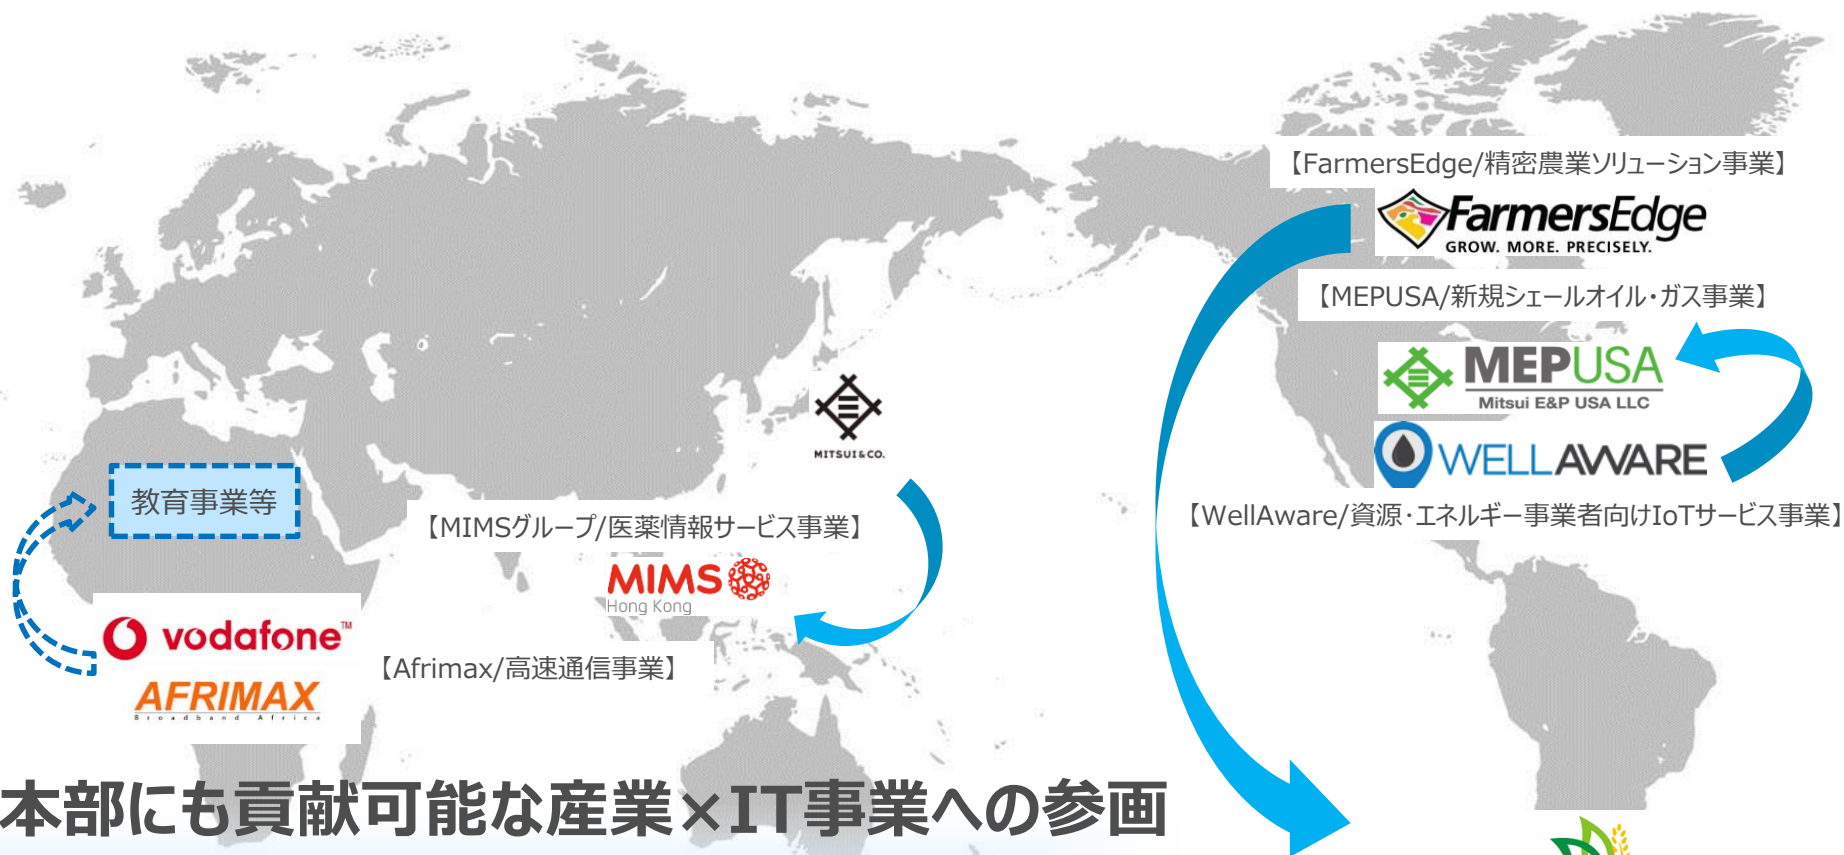 【FarmersEdge/精密農業ソリューション事業】
FarmersEdge
GROW. MORE. PRECISELY.
【MEPUSA/新規シェールオイル・ガス事業】
MEPUSA
Mitsui E&P USA LLC
WELLAWARE
【WellAware/資源・エネルギー事業者向けIoTサービス事業】
MITSUI & CO.
教育事業等
【MIMSグループ/医薬情報サービス事業】
MIMS
Hong Kong
vodafone™
【Afrimax/高速通信事業】
AFRIMAX
Broadband Africa
本部にも貢献可能な産業×IT事業への参画